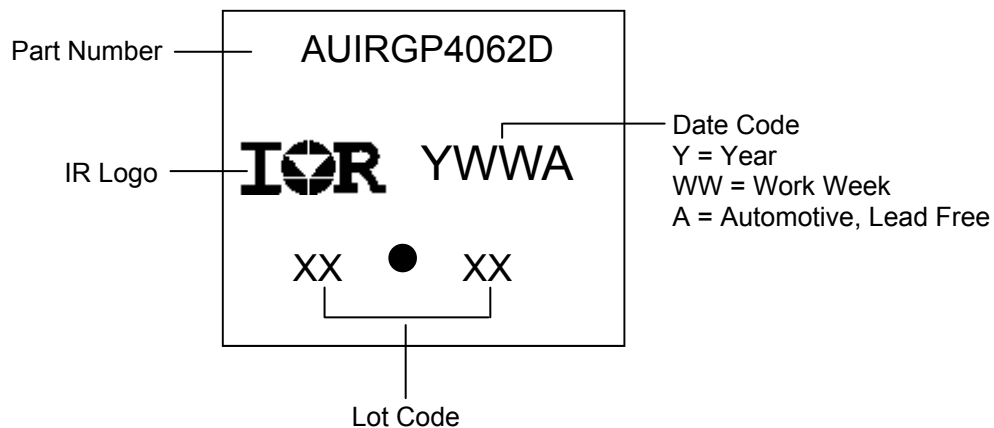 Part Number
AUIRGP4062D
IR Logo
IOR
YWWA
Date Code
Y = Year
WW = Work Week
A = Automotive, Lead Free
XX
XX
Lot Code